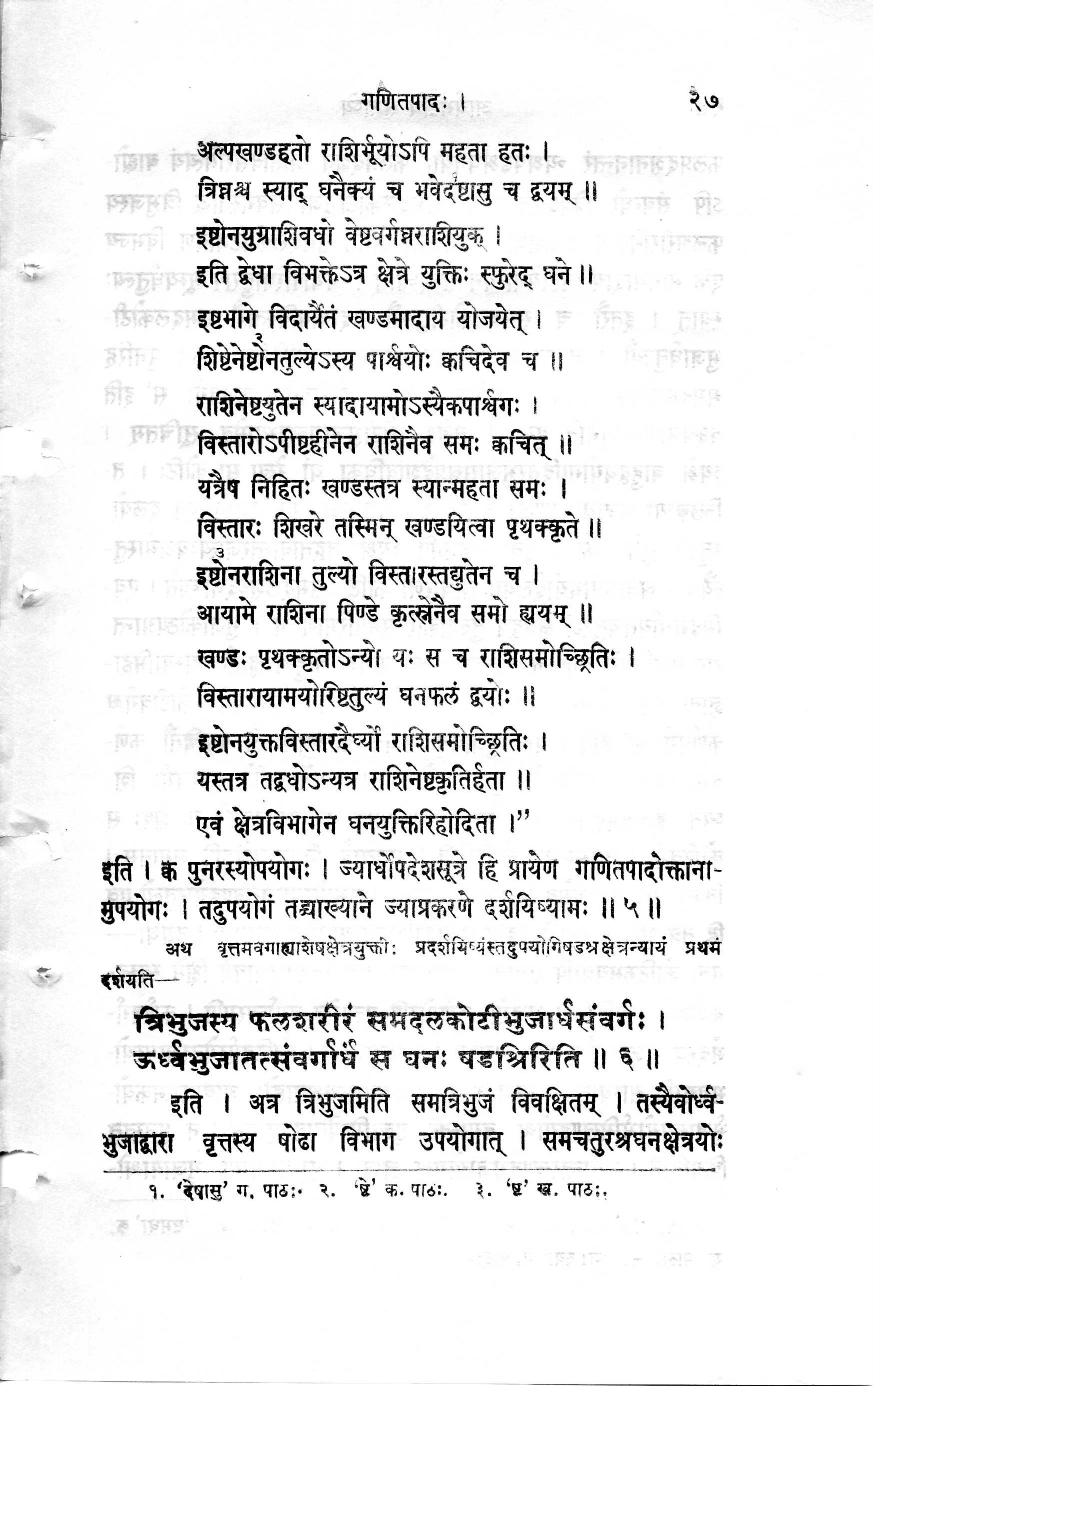 गणितपादः । २७
अल्पखण्डहतो राशिर्भूयोऽपि महता हतः ।
त्रिघ्नश्च स्याद् घनैक्यं च भवेर्दष्टासु च द्वयम् ॥
इष्टोनयुग्राशिवधो वेष्टवर्गघ्नराशियुक् ।
इति द्वेधा विभक्तेऽत्र क्षेत्रे युक्तिः स्फुरेद् घने ॥
इष्टभागे विदार्यैतं खण्डमादाय योजयेत् ।
शिष्टेनेष्टोनतुल्येऽस्य पार्श्वयोः क्वचिदेव च ॥
राशिनेष्टयुतेन स्यादायामोऽस्यैकपार्श्वगः ।
विस्तारोऽपीष्टहीनेन राशिनैव समः क्वचित् ॥
यत्रैष निहितः खण्डस्तत्र स्यान्महता समः ।
विस्तारः शिखरे तस्मिन् खण्डयित्वा पृथक्कृते ॥
इष्टोनराशिना तुल्यो विस्तारस्तद्युतेन च ।
आयामे राशिना पिण्डे कृत्स्नेनैव समो ह्ययम् ॥
खण्डः पृथक्कृतोऽन्यो यः स च राशिसमोच्छ्रितिः ।
विस्तारायामयोरिष्टितुल्यं घनफलं द्वयोः ॥
इष्टोनयुक्तविस्तारदैर्घ्यो राशिसमोच्छ्रितिः ।
यस्तत्र तद्वधोऽन्यत्र राशिनेष्टकृतिर्हता ॥
एवं क्षेत्रविभागेन घनयुक्तिरिहोदिता ।”
इति । क्व पुनरस्योपयोगः । ज्यार्धोपदेशसूत्रे हि प्रायेण गणितपादोक्ताना-
मुपयोगः । तदुपयोगं तद्व्याख्याने ज्याप्रकरणे दर्शयिष्यामः ॥ ५ ॥
अथ वृत्तमवगाह्याशेषक्षेत्रयुक्तीः प्रदर्शयिष्यंस्तदुपयोगिषडश्रक्षेत्रन्यायं प्रथमं
दर्शयति—
त्रिभुजस्य फलशरीरं समदलकोटीभुजार्धसंवर्गः ।
ऊर्ध्वभुजातत्संवर्गार्धं स घनः षडश्रिरिति ॥ ६ ॥
इति । अत्र त्रिभुजमिति समत्रिभुजं विवक्षितम् । तस्यैवोर्ध्व-
भुजाद्वारा वृत्तस्य षोढा विभाग उपयोगात् । समचतुरश्रघनक्षेत्रयोः
१. ‘देषासु’ ग. पाठः. २. ‘ष्टे’ क. पाठः. ३. ‘ष्ट’ ख. पाठः.